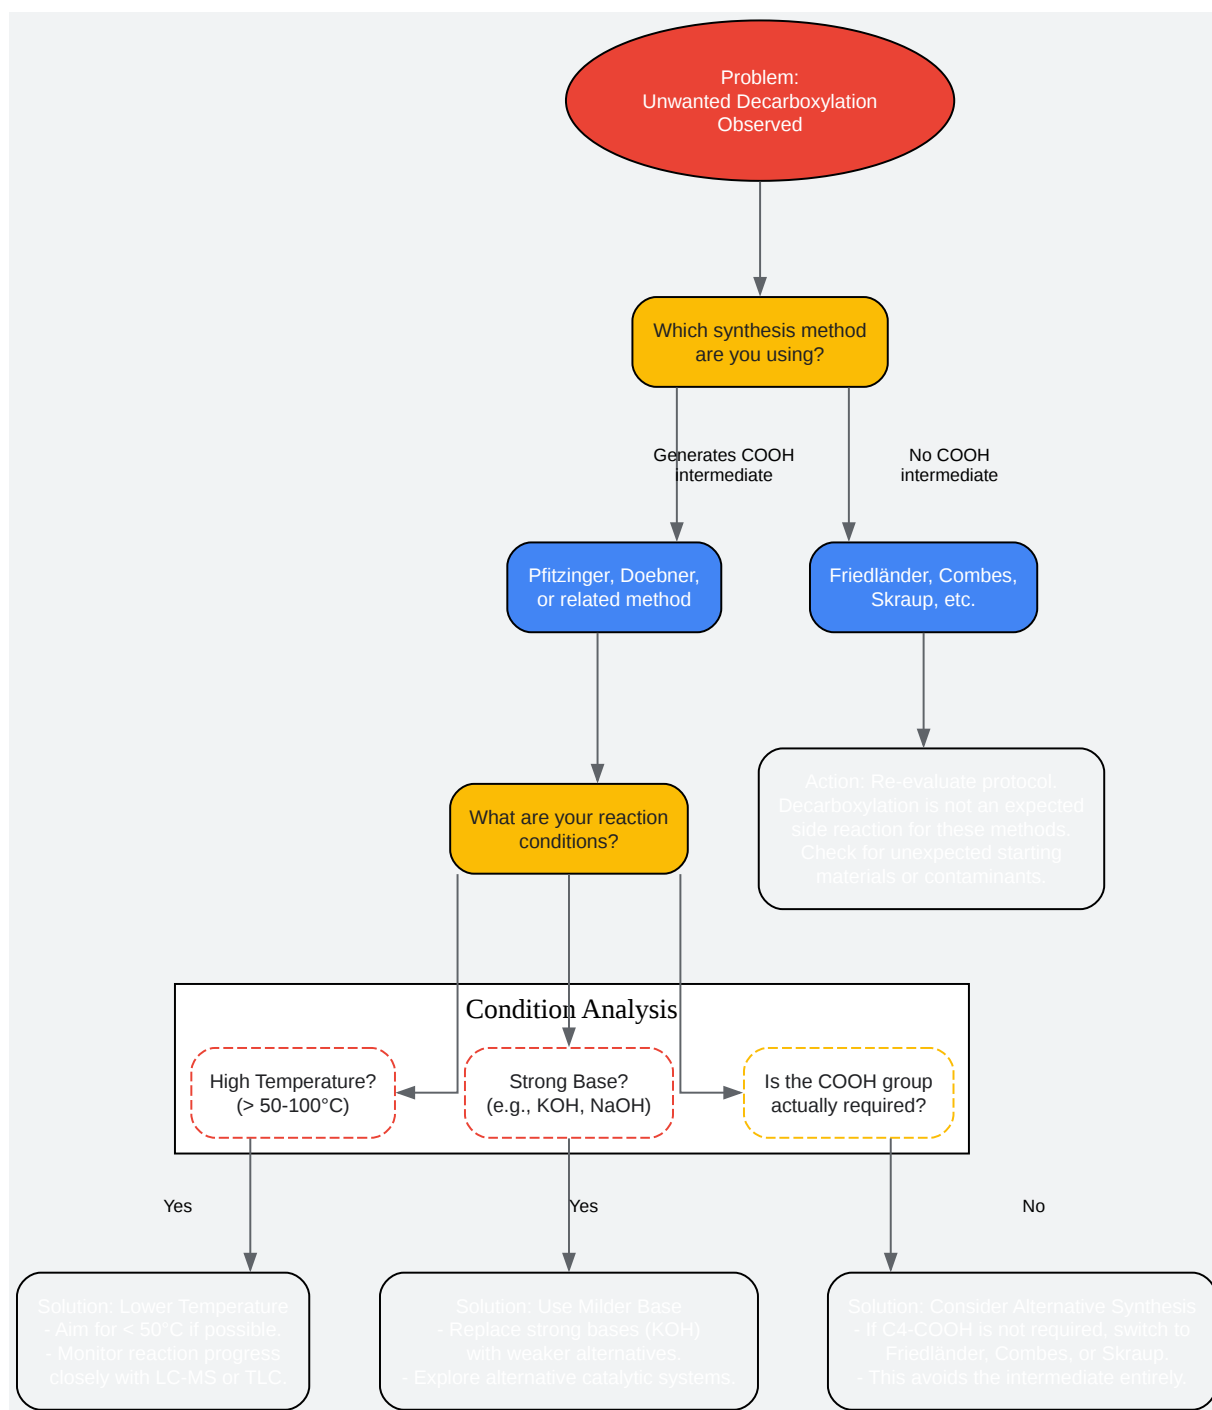 Problem:
Unwanted Decarboxylation
Observed
Which synthesis method
are you using?
Generates COOH
intermediate
No COOH
intermediate
Pfitzinger, Doebner,
or related method
Friedländer, Combes,
Skraup, etc.
Action: Re-evaluate protocol.
Decarboxylation is not an expected
side reaction for these methods.
Check for unexpected starting
materials or contaminants.
What are your reaction
conditions?
Condition Analysis
High Temperature?
(> 50-100°C)
Strong Base?
(e.g., KOH, NaOH)
Is the COOH group
actually required?
Yes
Yes
No
Solution: Lower Temperature
- Aim for < 50°C if possible.
- Monitor reaction progress
closely with LC-MS or TLC.
Solution: Use Milder Base
- Replace strong bases (KOH)
with weaker alternatives.
- Explore alternative catalytic systems.
Solution: Consider Alternative Synthesis
- If C4-COOH is not required, switch to
Friedländer, Combes, or Skraup.
- This avoids the intermediate entirely.